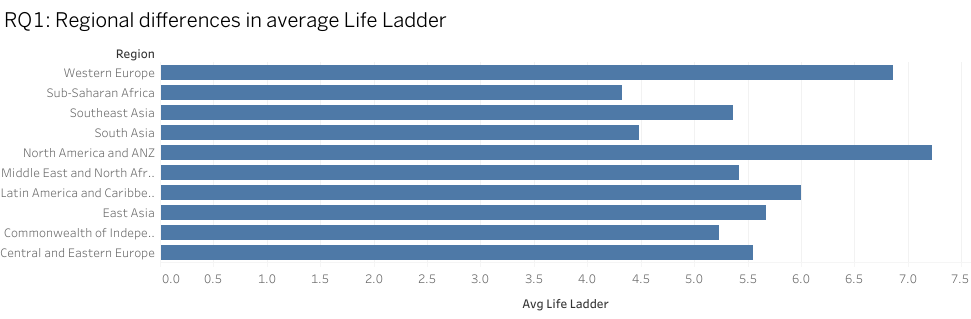 RQ1: Regional differences in average Life Ladder
Region
Western Europe
Sub-Saharan Africa
Southeast Asia
South Asia
North America and ANZ
Middle East and North Afr..
Latin America and Caribbe..
East Asia
Commonwealth of Indepe..
Central and Eastern Europe
0.0 0.5 1.0 1.5 2.0 2.5 3.0 3.5 4.0 4.5 5.0 5.5 6.0 6.5 7.0 7.5
Avg Life Ladder